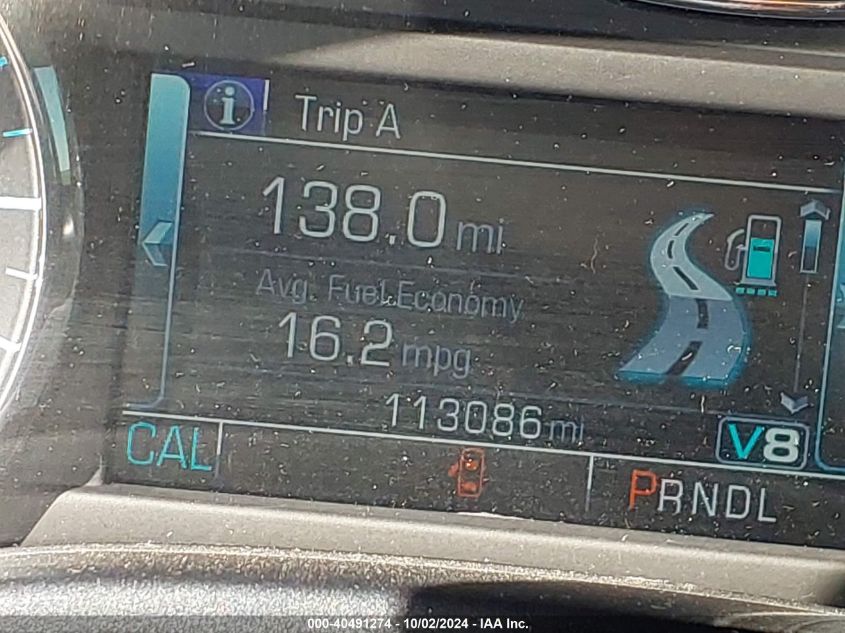 i Trip A
138.0 mi
Avg. Fuel Economy
16.2 mpg
113086 mi
V8
CAL
PRNDL
000-40491274 - 10/02/2024 - IAA Inc.